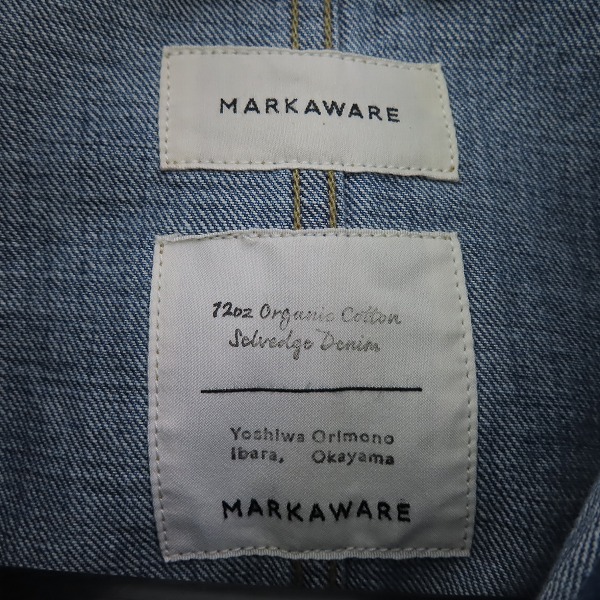 MARKAWARE
12oz Organic Cotton
Selvedge Denim
Yoshiwa Orimono
Ibara, Okayama
MARKAWARE